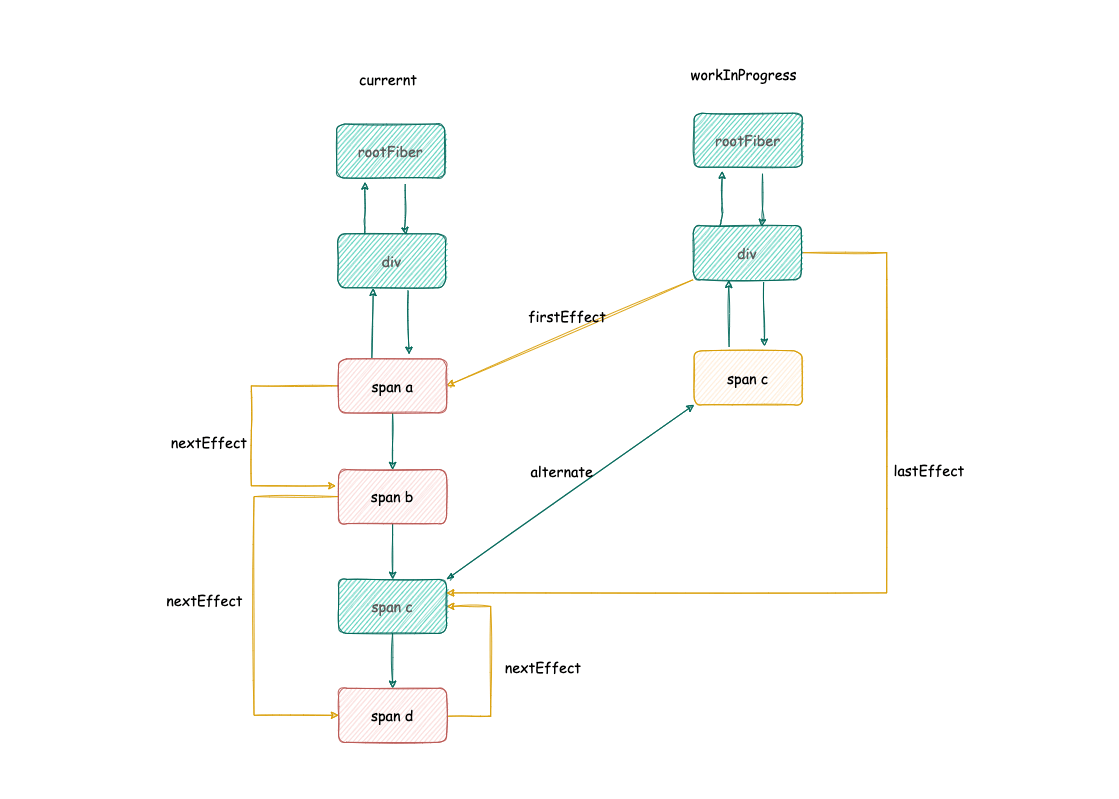 currernt
workInProgress
rootFiber
rootFiber
div
div
firstEffect
span a
span c
nextEffect
alternate
lastEffect
span b
nextEffect
span c
nextEffect
span d